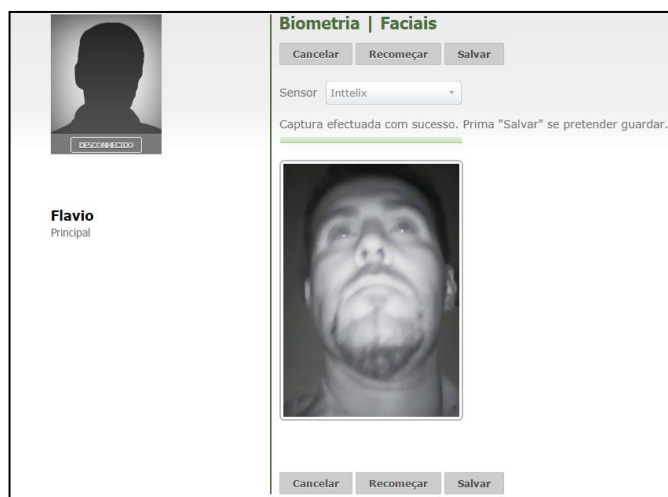 Biometria | Faciais
Cancelar Recomeçar Salvar
Sensor Inttelix
Captura efectuada com sucesso. Prima "Salvar" se pretender guardar.
DESCONHECIDO
Flavio
Principal
Cancelar Recomeçar Salvar